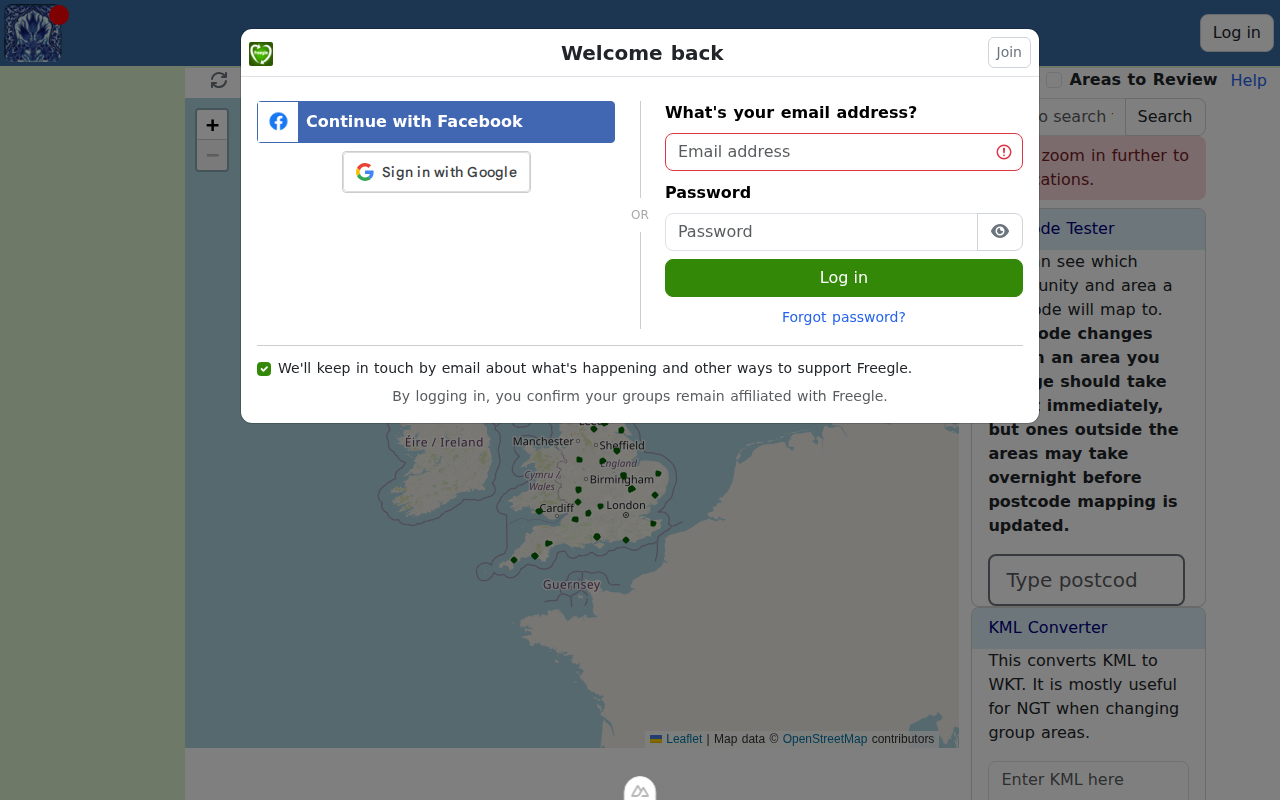 Log in
Welcome back
Join
Continue with Facebook
Sign in with Google
OR
What's your email address?
Email address
Password
Password
Log in
Forgot password?
We'll keep in touch by email about what's happening and other ways to support Freegle.
By logging in, you confirm your groups remain affiliated with Freegle.
Areas to Review
Help
o search
Search
zoom in further to
ations.
de Tester
n see which
unity and area a
ode will map to.
ode changes
n an area you
ge should take
immediately,
but ones outside the
areas may take
overnight before
postcode mapping is
updated.
Type postcod
KML Converter
This converts KML to
WKT. It is mostly useful
for NGT when changing
group areas.
Enter KML here
+
−
Éire / Ireland
Manchester
Sheffield
England
Cymru /
Wales
Birmingham
Cardiff
London
Guernsey
Leaflet | Map data © OpenStreetMap contributors